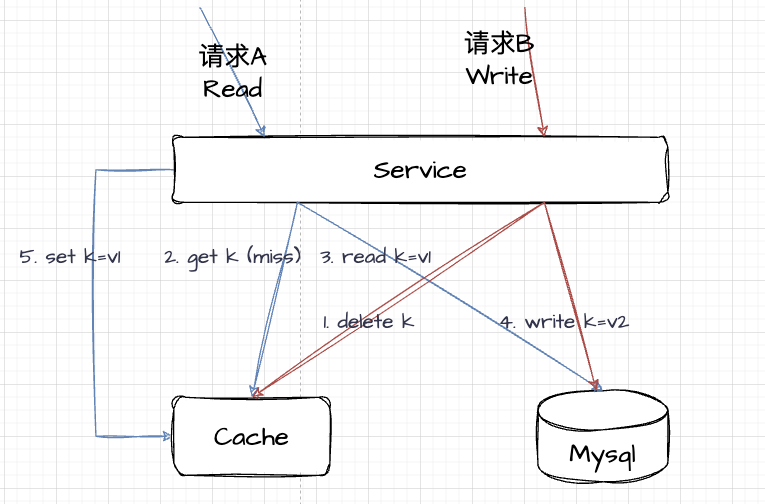 请求A
Read
请求B
Write
Service
5. set k=v1
2. get k (miss)
3. read k=v1
1. delete k
4. write k=v2
Cache
Mysql